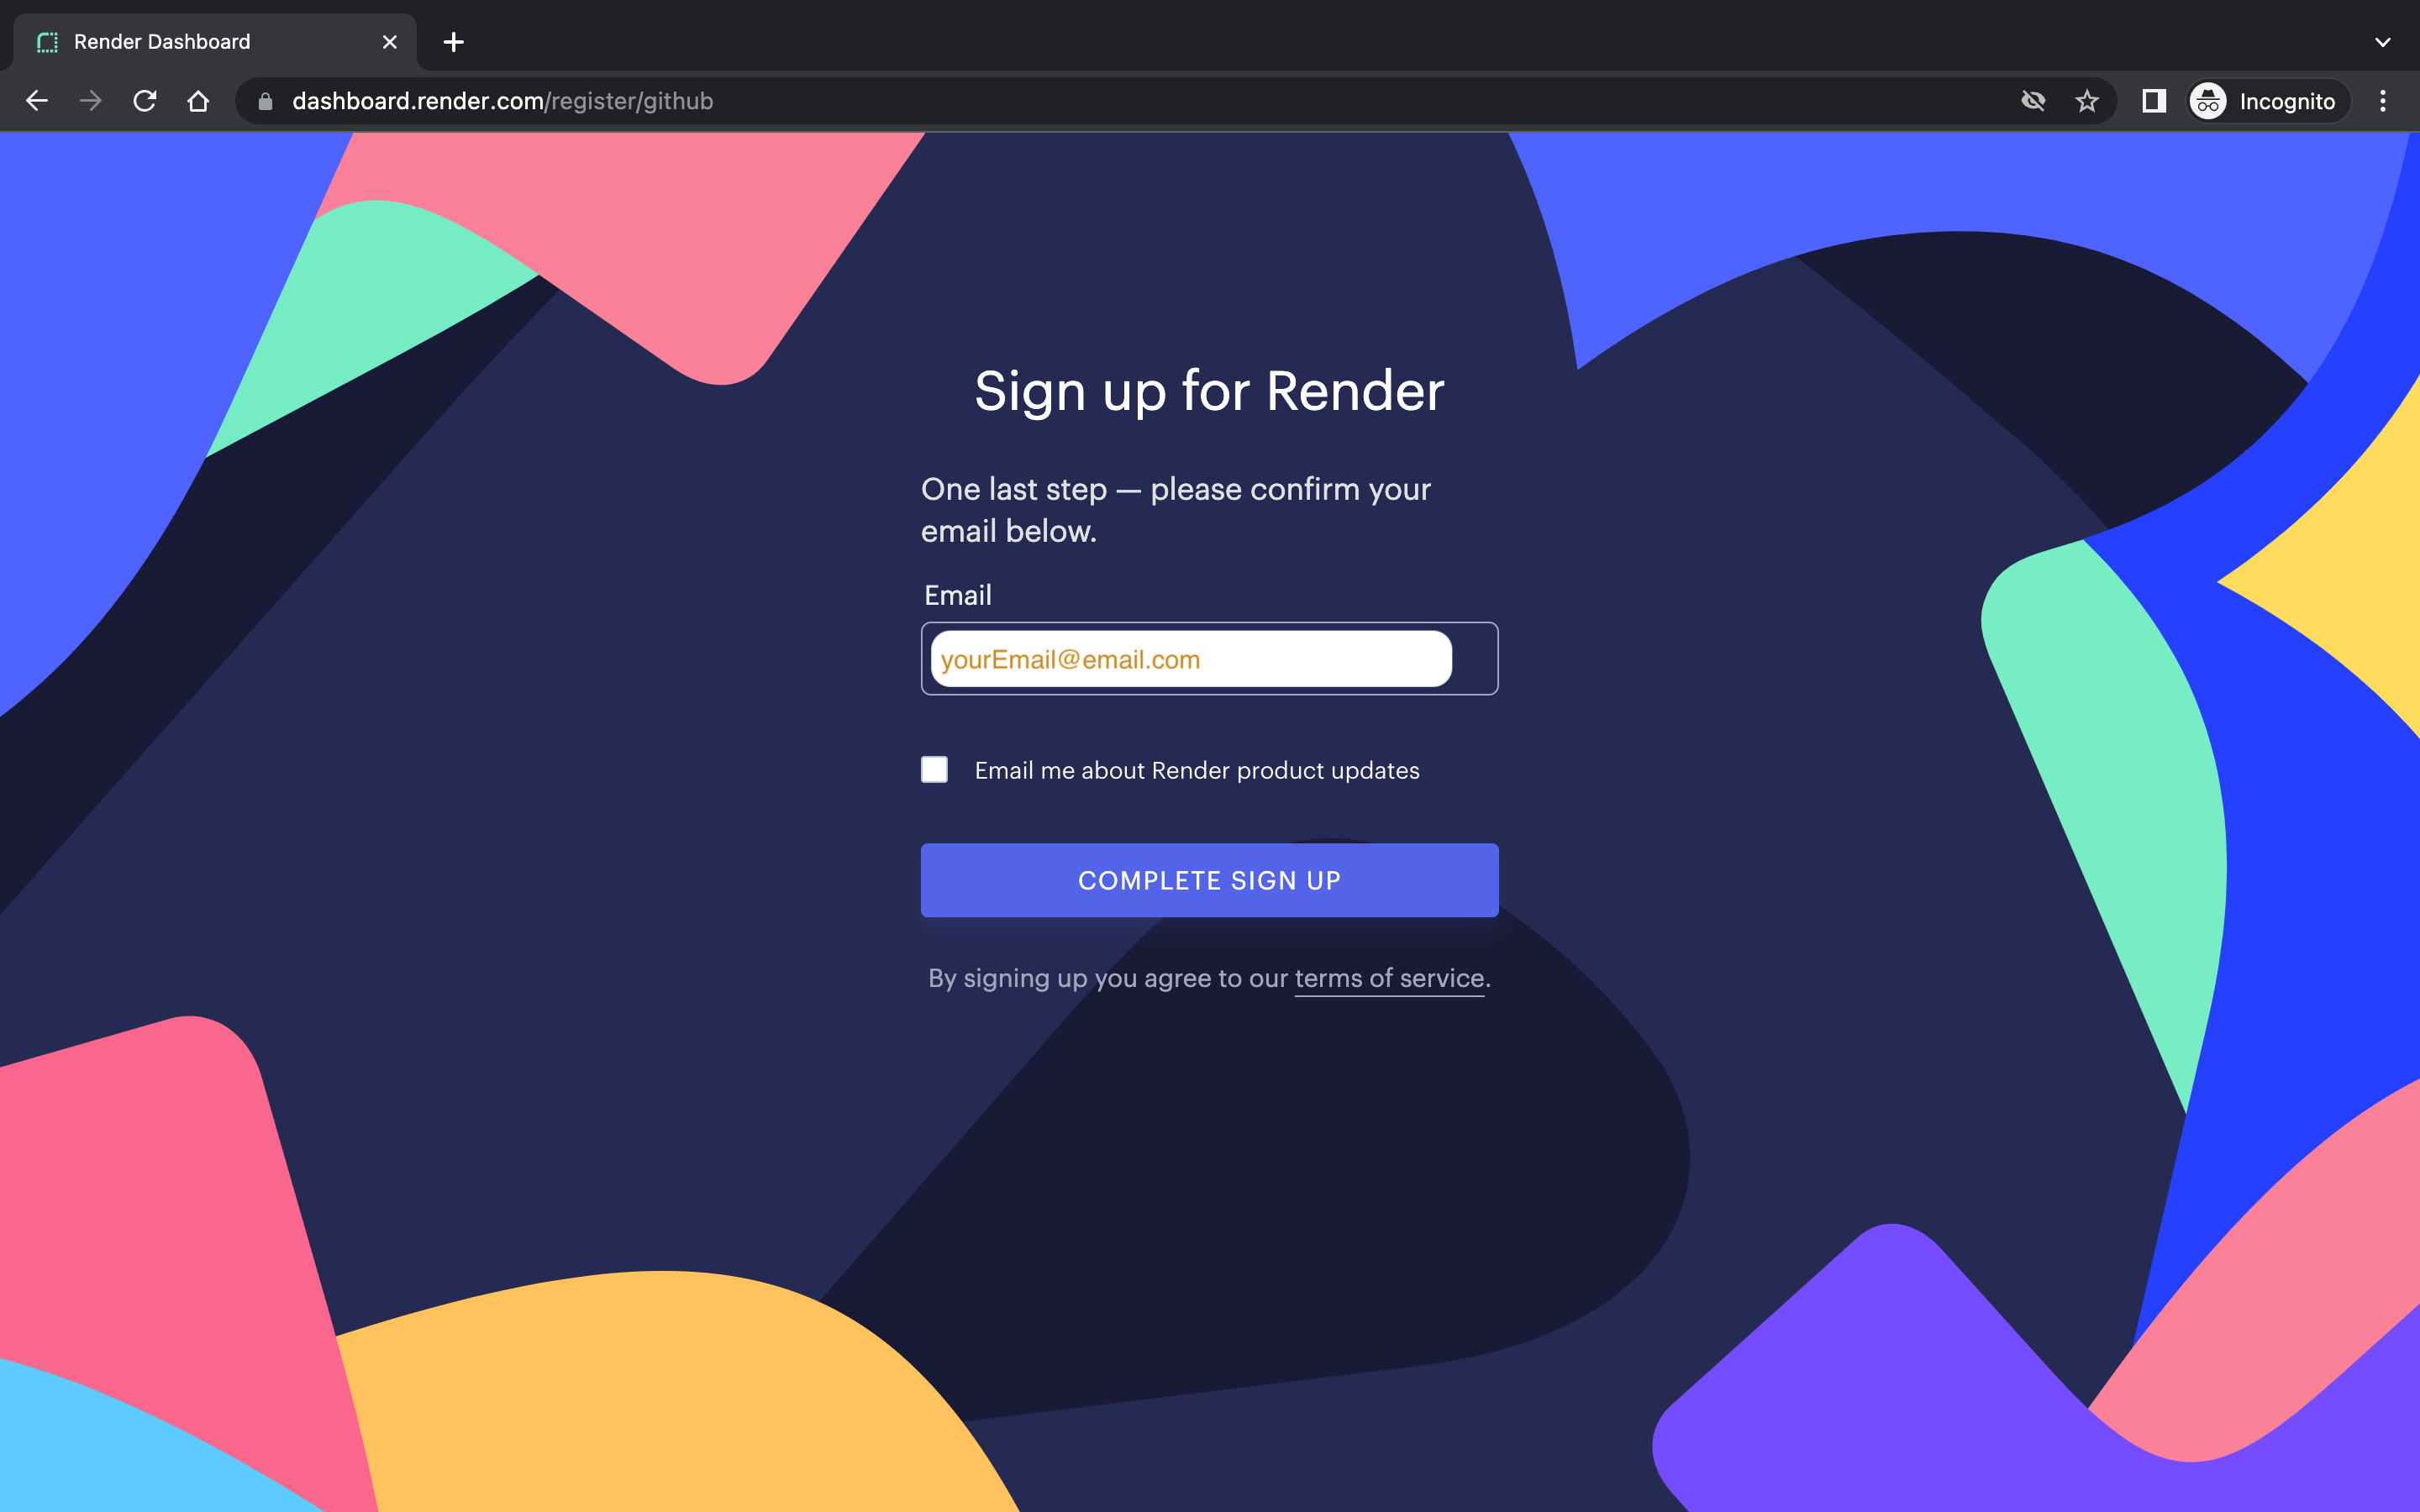 Render Dashboard
dashboard.render.com/register/github
Incognito
Sign up for Render
One last step — please confirm your
email below.
Email
yourEmail@email.com
Email me about Render product updates
COMPLETE SIGN UP
By signing up you agree to our terms of service.